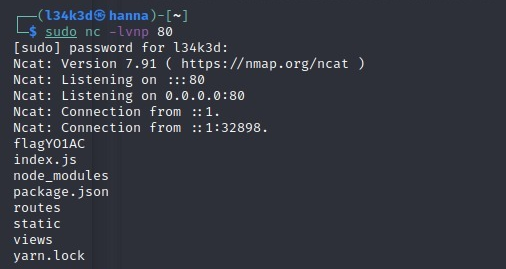 ┌──(l34k3d㉿hanna)-[~]
└─$ sudo nc -lvnp 80
[sudo] password for l34k3d:
Ncat: Version 7.91 ( https://nmap.org/ncat )
Ncat: Listening on :::80
Ncat: Listening on 0.0.0.0:80
Ncat: Connection from ::1.
Ncat: Connection from ::1:32898.
flagYO1AC
index.js
node_modules
package.json
routes
static
views
yarn.lock